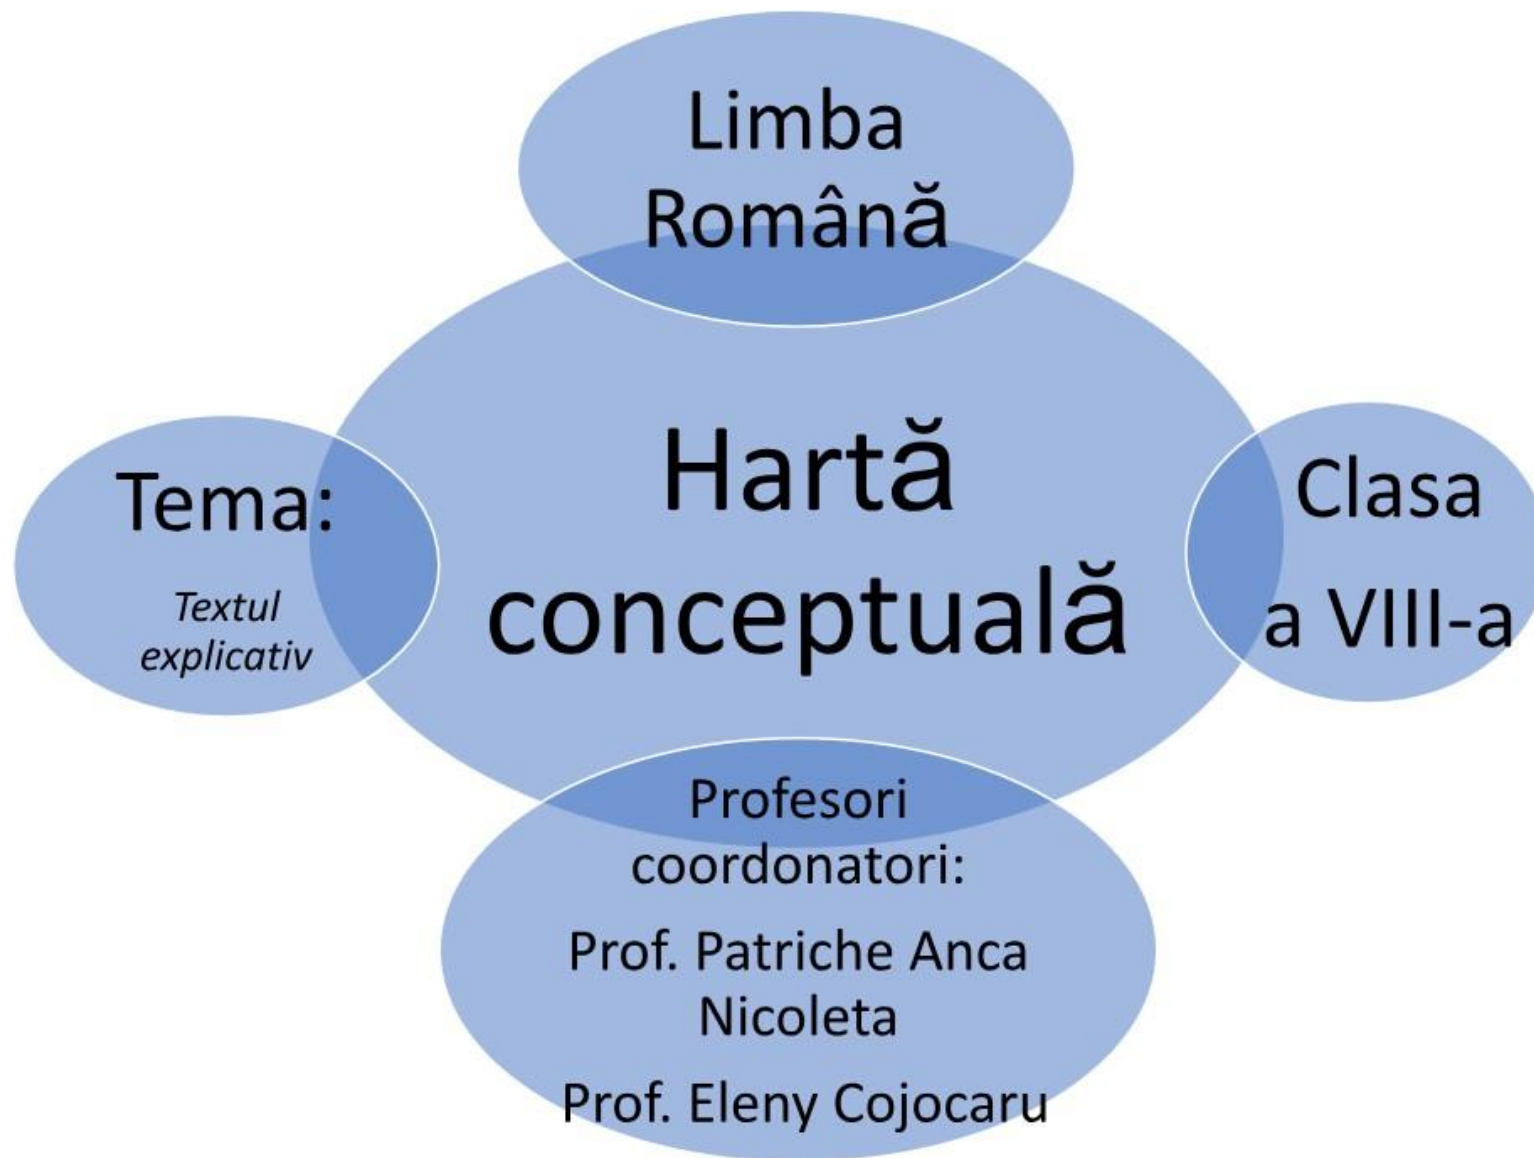 Limba
Română
Hartă
conceptuală
Tema:
Textul
explicativ
Clasa
a VIII-a
Profesori
coordonatori:
Prof. Patriche Anca
Nicoleta
Prof. Eleny Cojocaru